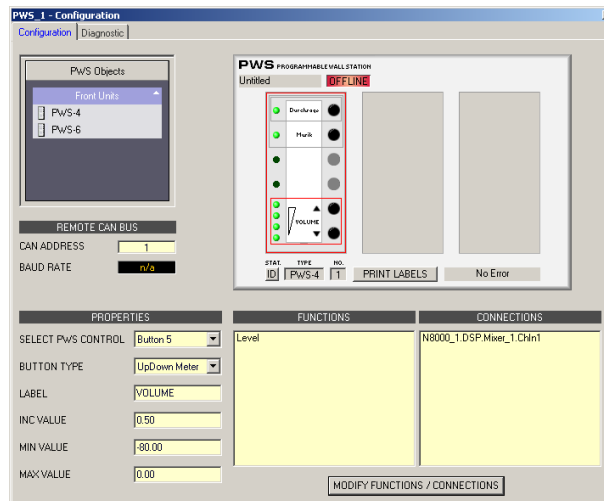 PWS_1 - Configuration
Configuration
Diagnostic
PWS Objects
Front Units
PWS-4
PWS-6
REMOTE CAN BUS
CAN ADDRESS
1
BAUD RATE
n/a
PWS PROGRAMMABLE WALL STATION
Untitled
OFFLINE
Durchsage
Musik
VOLUME
STAT. TYPE NO.
ID PWS-4 1
PRINT LABELS
No Error
PROPERTIES
SELECT PWS CONTROL Button 5
BUTTON TYPE UpDown Meter
LABEL VOLUME
INC VALUE 0.50
MIN VALUE -80.00
MAX VALUE 0.00
FUNCTIONS
Level
CONNECTIONS
N8000_1.DSP.Mixer_1.ChIn1
MODIFY FUNCTIONS / CONNECTIONS